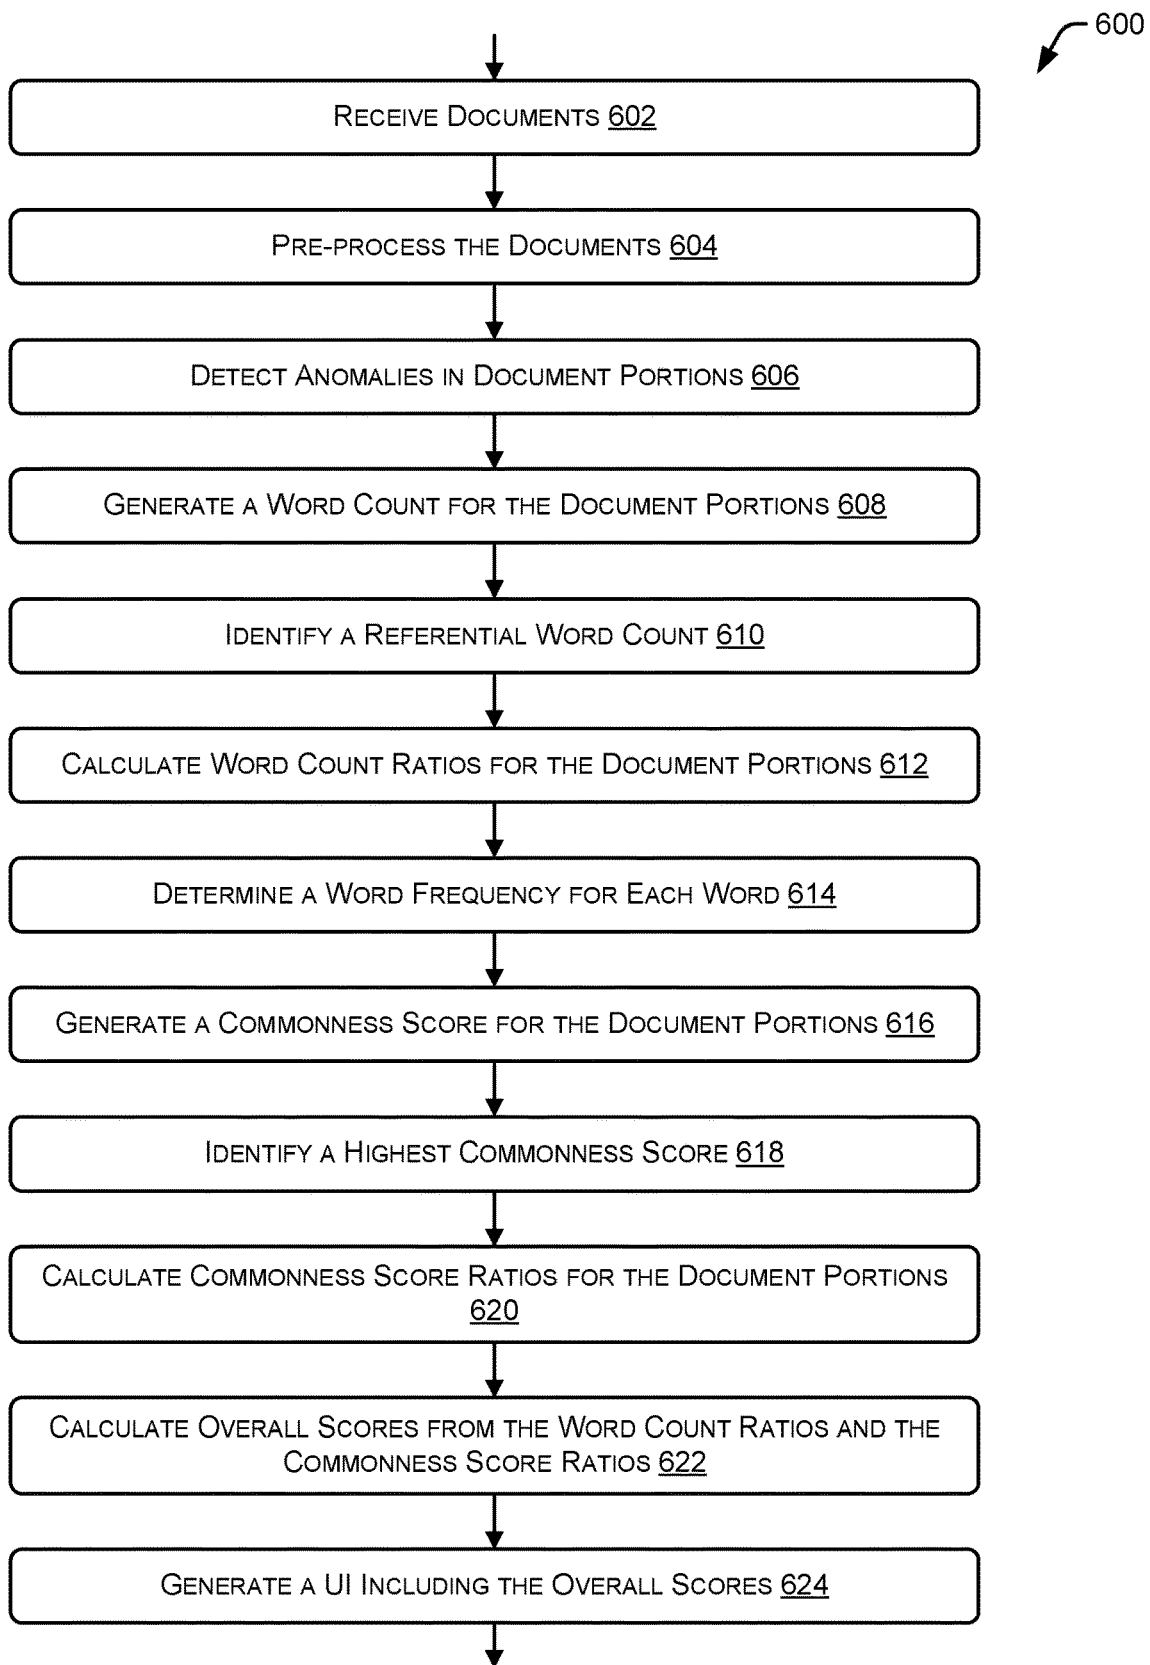 600
RECEIVE DOCUMENTS 602
PRE-PROCESS THE DOCUMENTS 604
DETECT ANOMALIES IN DOCUMENT PORTIONS 606
GENERATE A WORD COUNT FOR THE DOCUMENT PORTIONS 608
IDENTIFY A REFERENTIAL WORD COUNT 610
CALCULATE WORD COUNT RATIOS FOR THE DOCUMENT PORTIONS 612
DETERMINE A WORD FREQUENCY FOR EACH WORD 614
GENERATE A COMMONNESS SCORE FOR THE DOCUMENT PORTIONS 616
IDENTIFY A HIGHEST COMMONNESS SCORE 618
CALCULATE COMMONNESS SCORE RATIOS FOR THE DOCUMENT PORTIONS
620
CALCULATE OVERALL SCORES FROM THE WORD COUNT RATIOS AND THE
COMMONNESS SCORE RATIOS 622
GENERATE A UI INCLUDING THE OVERALL SCORES 624